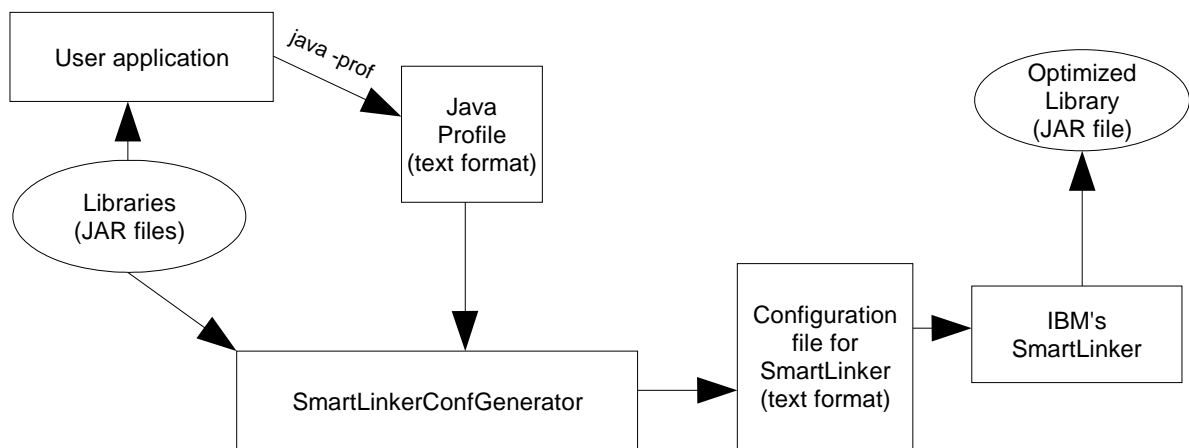 User application
java -prof
Java
Profile
(text format)
Optimized
Library
(JAR file)
Libraries
(JAR files)
Configuration
file for
SmartLinker
(text format)
IBM's
SmartLinker
SmartLinkerConfGenerator